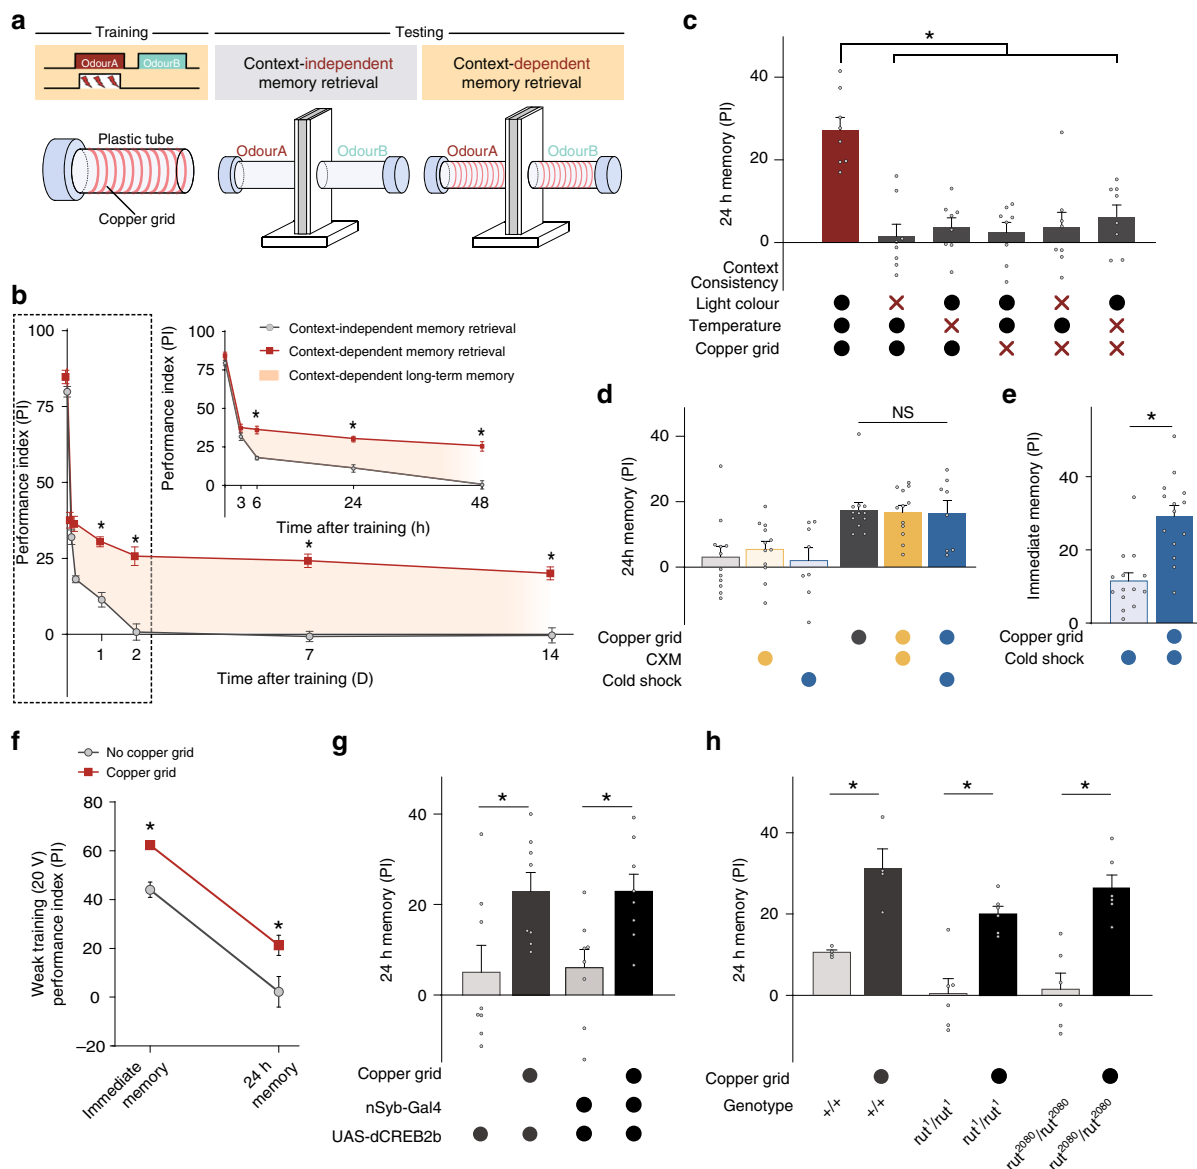 a
Training
Testing
OdourA
OdourB
Context-independent
memory retrieval
Context-dependent
memory retrieval
Plastic tube
Copper grid
OdourA
OdourB
OdourA
OdourB
b
Performance index (PI)
100
75
50
25
0
1
2
7
14
Time after training (D)
Performance index (PI)
100
75
50
25
0
3
6
24
48
Time after training (h)
Context-independent memory retrieval
Context-dependent memory retrieval
Context-dependent long-term memory
*
*
*
*
*
*
*
c
24 h memory (PI)
40
20
0
*
Context
Consistency
Light colour
Temperature
Copper grid
d
24h memory (PI)
40
20
0
NS
Copper grid
CXM
Cold shock
e
Immediate memory (PI)
60
40
20
0
*
Copper grid
Cold shock
f
No copper grid
Copper grid
Weak training (20 V)
performance index (PI)
80
60
40
20
0
–20
*
*
Immediate
memory
24 h
memory
g
24 h memory (PI)
40
20
0
*
*
Copper grid
nSyb-Gal4
UAS-dCREB2b
h
24 h memory (PI)
40
20
0
*
*
*
Copper grid
Genotype
+/+
+/+
rut¹/rut¹
rut¹/rut¹
rut²⁰⁸⁰/rut²⁰⁸⁰
rut²⁰⁸⁰/rut²⁰⁸⁰